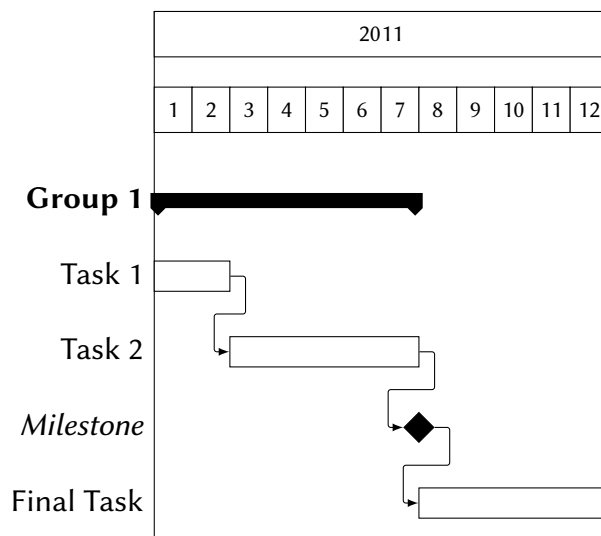 2011
1 2 3 4 5 6 7 8 9 10 11 12
Group 1
Task 1
Task 2
Milestone
Final Task